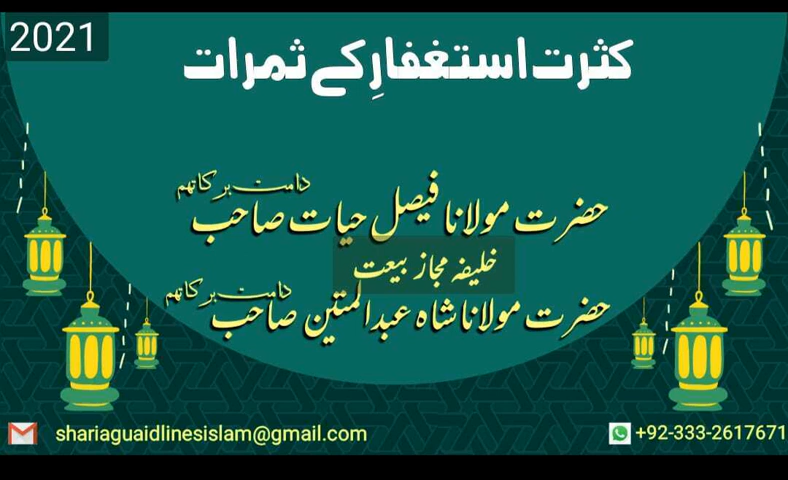 2021
کثرت استغفارِ کے ثمرات
حضرت مولانا فیصل حیات صاحب دامت برکاتہم
خلیفہ مجاز بیعت
حضرت مولانا شاہ عبدالمتین صاحب دامت برکاتہم
shariaguaidlinesislam@gmail.com
+92-333-2617671